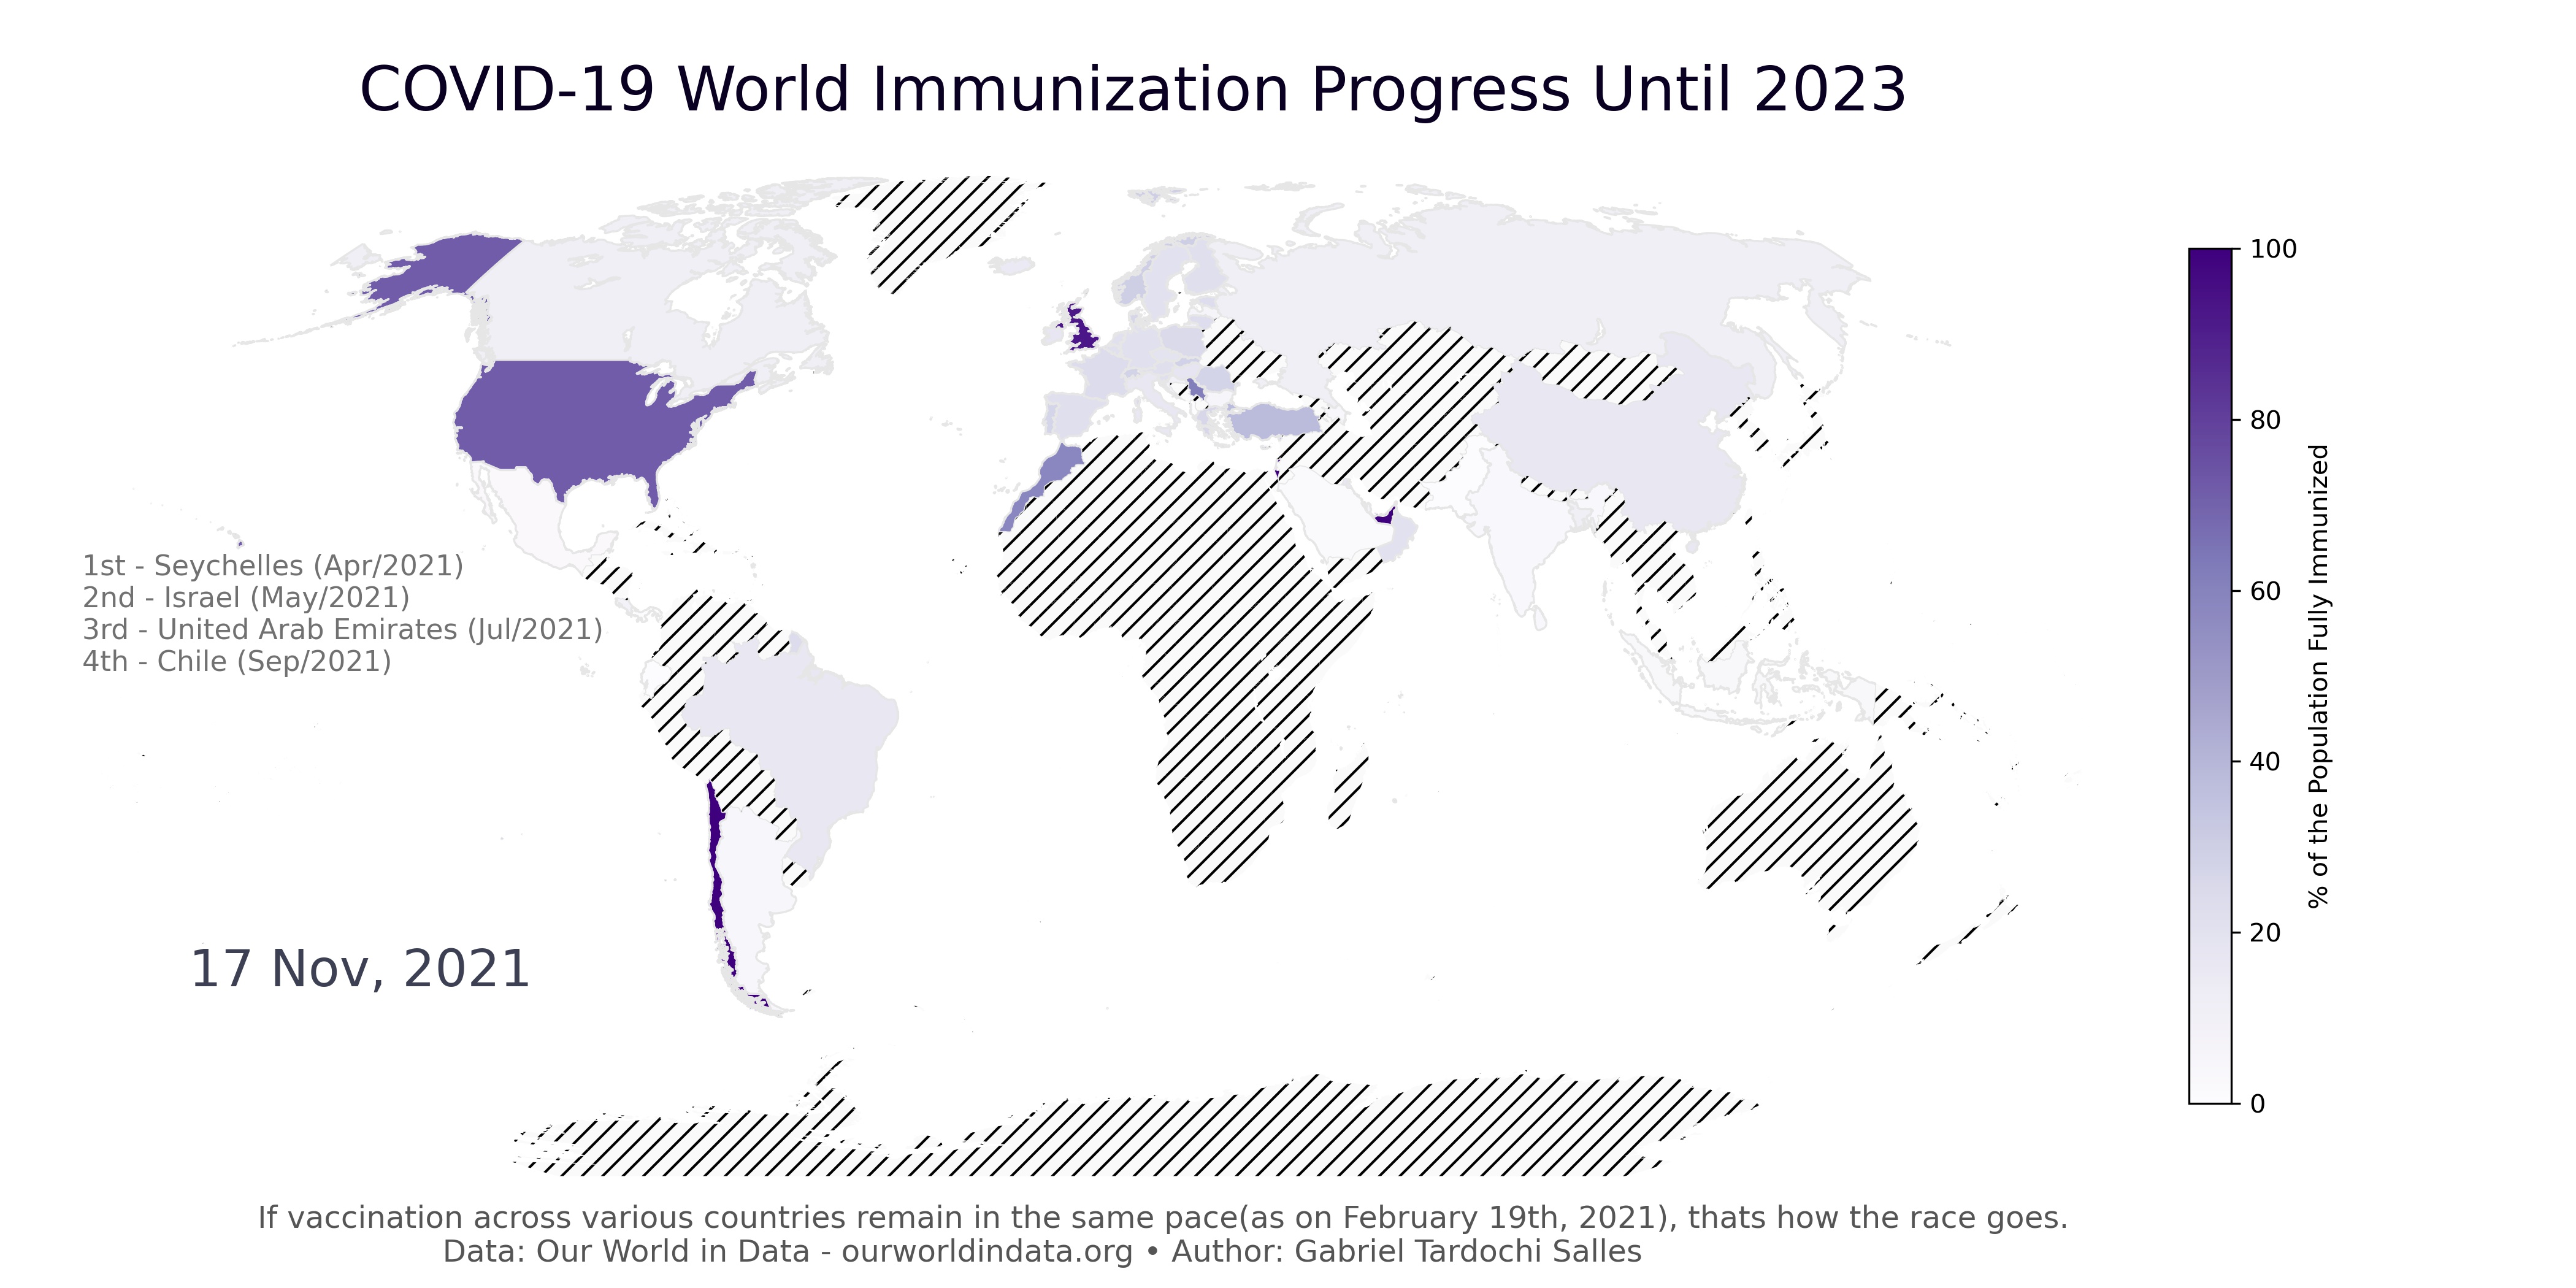 COVID-19 World Immunization Progress Until 2023
1st - Seychelles (Apr/2021)
2nd - Israel (May/2021)
3rd - United Arab Emirates (Jul/2021)
4th - Chile (Sep/2021)
17 Nov, 2021
100
80
60
40
20
0
% of the Population Fully Immunized
If vaccination across various countries remain in the same pace(as on February 19th, 2021), thats how the race goes.
Data: Our World in Data - ourworldindata.org • Author: Gabriel Tardochi Salles